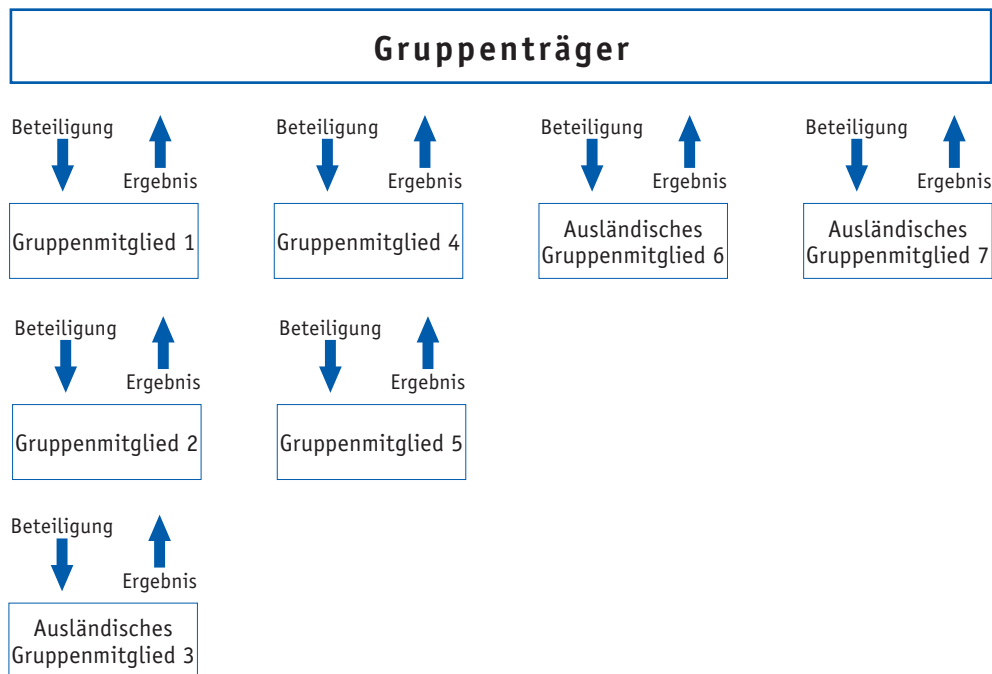 Gruppenträger
Beteiligung Beteiligung Beteiligung Beteiligung
Ergebnis Ergebnis Ergebnis Ergebnis
Gruppenmitglied 1
Gruppenmitglied 4
Ausländisches
Gruppenmitglied 6
Ausländisches
Gruppenmitglied 7
Beteiligung Beteiligung
Ergebnis Ergebnis
Gruppenmitglied 2
Gruppenmitglied 5
Beteiligung
Ergebnis
Ausländisches
Gruppenmitglied 3